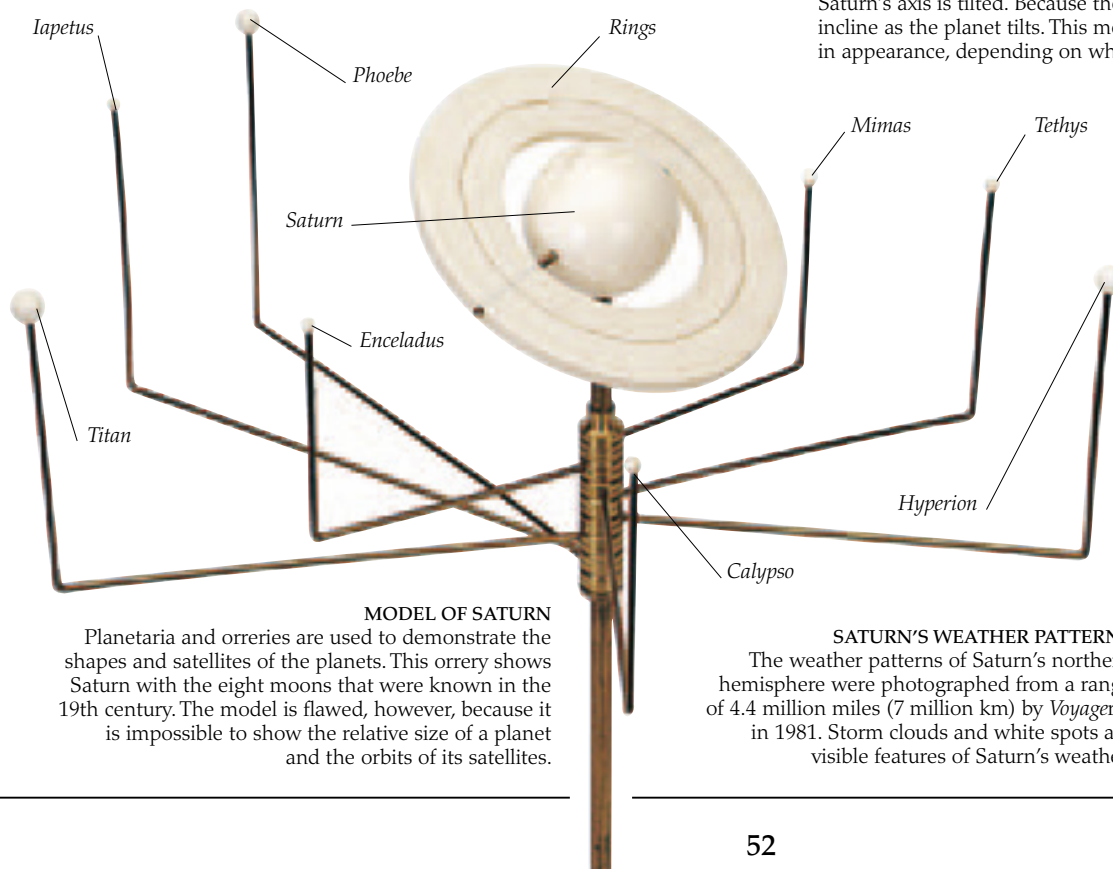 Saturn's axis is tilted. Because the
incline as the planet tilts. This
in appearance, depending on
Iapetus
Phoebe
Rings
Mimas
Tethys
Saturn
Enceladus
Titan
Hyperion
Calypso
MODEL OF SATURN
Planetaria and orreries are used to demonstrate the
shapes and satellites of the planets. This orrery shows
Saturn with the eight moons that were known in the
19th century. The model is flawed, however, because it
is impossible to show the relative size of a planet
and the orbits of its satellites.
SATURN'S WEATHER PATTERN
The weather patterns of Saturn's
hemisphere were photographed from a
of 4.4 million miles (7 million km) by Voyager
in 1981. Storm clouds and white spots
visible features of Saturn's
52